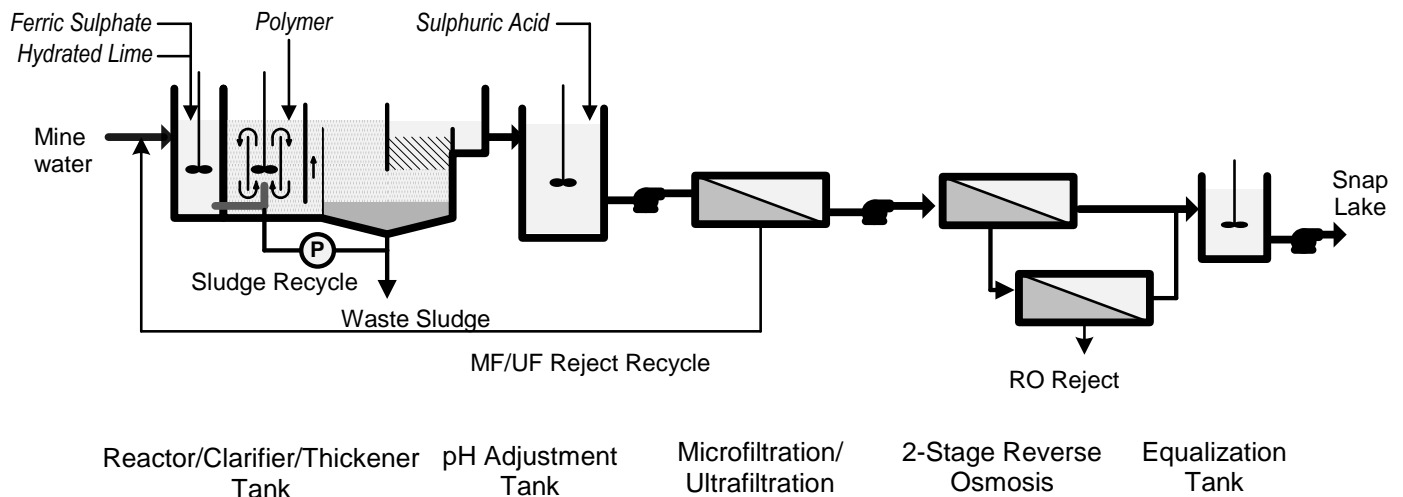 Ferric Sulphate
Hydrated Lime
Polymer
Sulphuric Acid
Mine
water
Snap
Lake
P
Sludge Recycle
Waste Sludge
MF/UF Reject Recycle
RO Reject
Reactor/Clarifier/Thickener
Tank
pH Adjustment
Tank
Microfiltration/
Ultrafiltration
2-Stage Reverse
Osmosis
Equalization
Tank